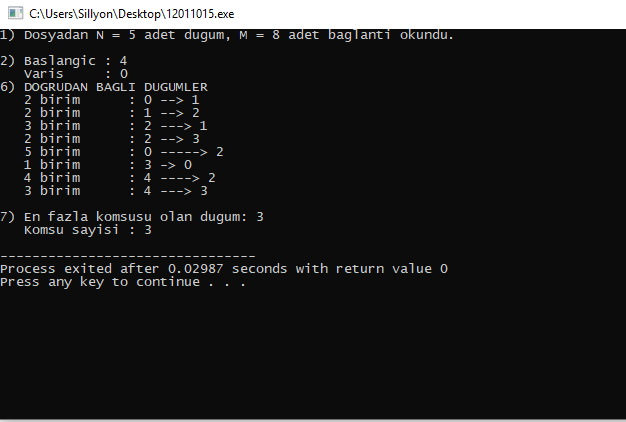 C:\Users\Sillyon\Desktop\12011015.exe
1) Dosyadan N = 5 adet dugum, M = 8 adet baglanti okundu.
2) Baslangic : 4
   Varis     : 0
6) DOGRUDAN BAGLI DUGUMLER
   2 birim      : 0 --> 1
   2 birim      : 1 --> 2
   3 birim      : 2 ---> 1
   2 birim      : 2 --> 3
   5 birim      : 0 -----> 2
   1 birim      : 3 -> 0
   4 birim      : 4 ----> 2
   3 birim      : 4 ---> 3
7) En fazla komsusu olan dugum: 3
   Komsu sayisi : 3
--------------------------------
Process exited after 0.02987 seconds with return value 0
Press any key to continue . . .